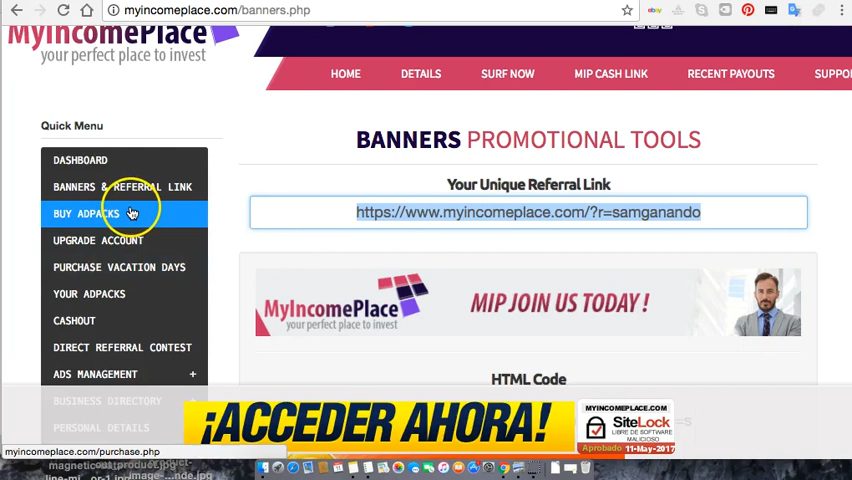 myincomeplace.com/banners.php
MyIncomePlace
your perfect place to invest
HOME DETAILS SURF NOW MIP CASH LINK RECENT PAYOUTS SUPPO
Quick Menu
DASHBOARD
BANNERS & REFERRAL LINK
BUY ADPACKS
UPGRADE ACCOUNT
PURCHASE VACATION DAYS
YOUR ADPACKS
CASHOUT
DIRECT REFERRAL CONTEST
ADS MANAGEMENT +
BUSINESS DIRECTORY
PERSONAL DETAILS
BANNERS PROMOTIONAL TOOLS
Your Unique Referral Link
https://www.myincomeplace.com/?r=samganando
MyIncomePlace
your perfect place to invest
MIP JOIN US TODAY !
HTML Code
¡ACCEDER AHORA!
MYINCOMEPLACE.COM
SiteLock
LIBRE DE SOFTWARE
MALICIOSO
Aprobado 11-May-2017
myincomeplace.com/purchase.php